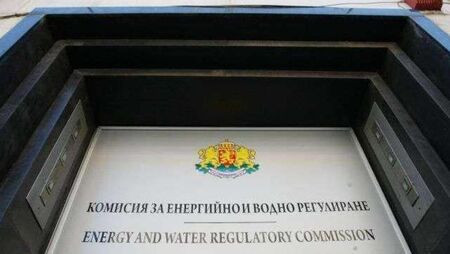 КОМИСИЯ ЗА ЕНЕРГИЙНО И ВОДНО РЕГУЛИРАНЕ
ENERGY AND WATER REGULATORY COMMISSION